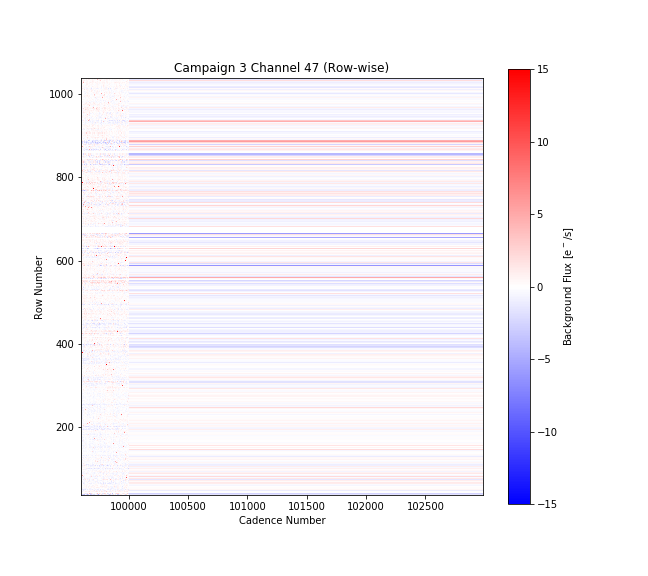 Campaign 3 Channel 47 (Row-wise)
1000
800
600
400
200
Row Number
100000 100500 101000 101500 102000 102500
Cadence Number
15
10
5
0
−5
−10
−15
Background Flux [e⁻/s]